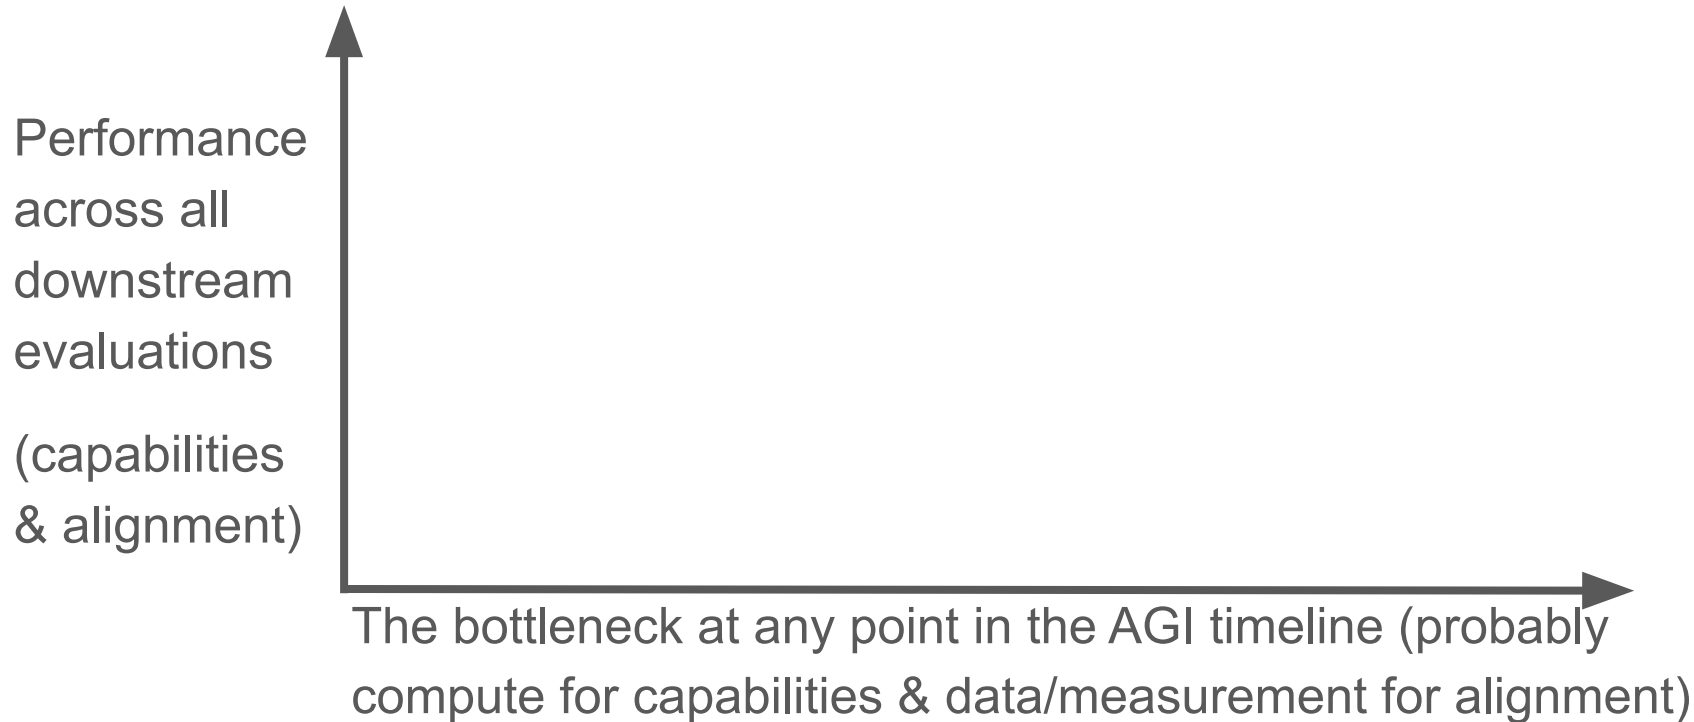 Performance
across all
downstream
evaluations
(capabilities
& alignment)
The bottleneck at any point in the AGI timeline (probably
compute for capabilities & data/measurement for alignment)